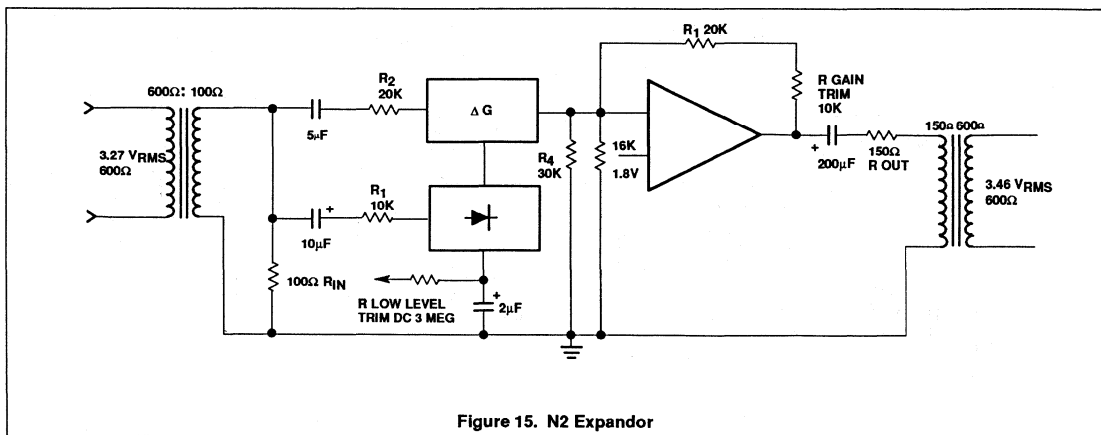 600Ω: 100Ω
3.27 VRMS
600Ω
5μF
R2
20K
Δ G
R1 20K
R GAIN
TRIM
10K
R4
30K
16K
1.8V
+
200μF
150Ω
R OUT
150Ω 600Ω
3.46 VRMS
600Ω
10μF
+
R1
10K
100Ω RIN
R LOW LEVEL
TRIM DC 3 MEG
+
2μF
Figure 15. N2 Expandor